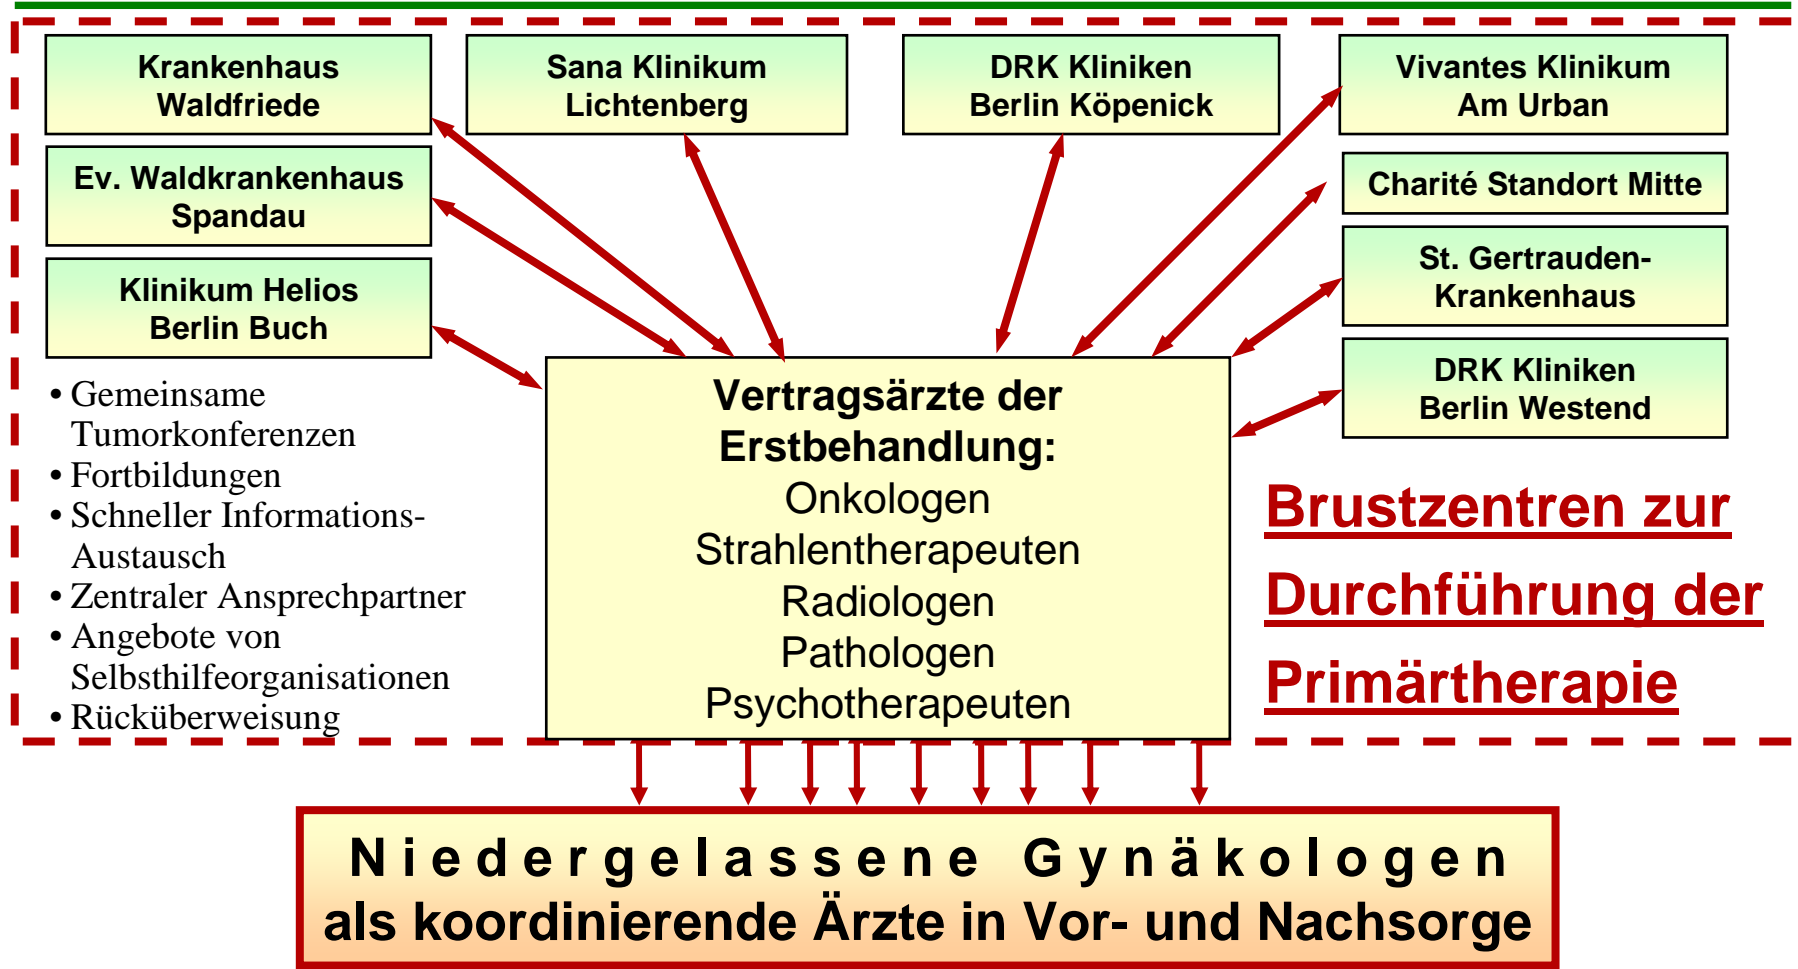 Krankenhaus
Waldfriede
Sana Klinikum
Lichtenberg
DRK Kliniken
Berlin Köpenick
Vivantes Klinikum
Am Urban
Ev. Waldkrankenhaus
Spandau
Charité Standort Mitte
Klinikum Helios
Berlin Buch
St. Gertrauden-
Krankenhaus
DRK Kliniken
Berlin Westend
• Gemeinsame
Tumorkonferenzen
• Fortbildungen
• Schneller Informations-
Austausch
• Zentraler Ansprechpartner
• Angebote von
Selbsthilfeorganisationen
• Rücküberweisung
Vertragsärzte der
Erstbehandlung:
Onkologen
Strahlentherapeuten
Radiologen
Pathologen
Psychotherapeuten
Brustzentren zur
Durchführung der
Primärtherapie
Niedergelassene Gynäkologen
als koordinierende Ärzte in Vor- und Nachsorge